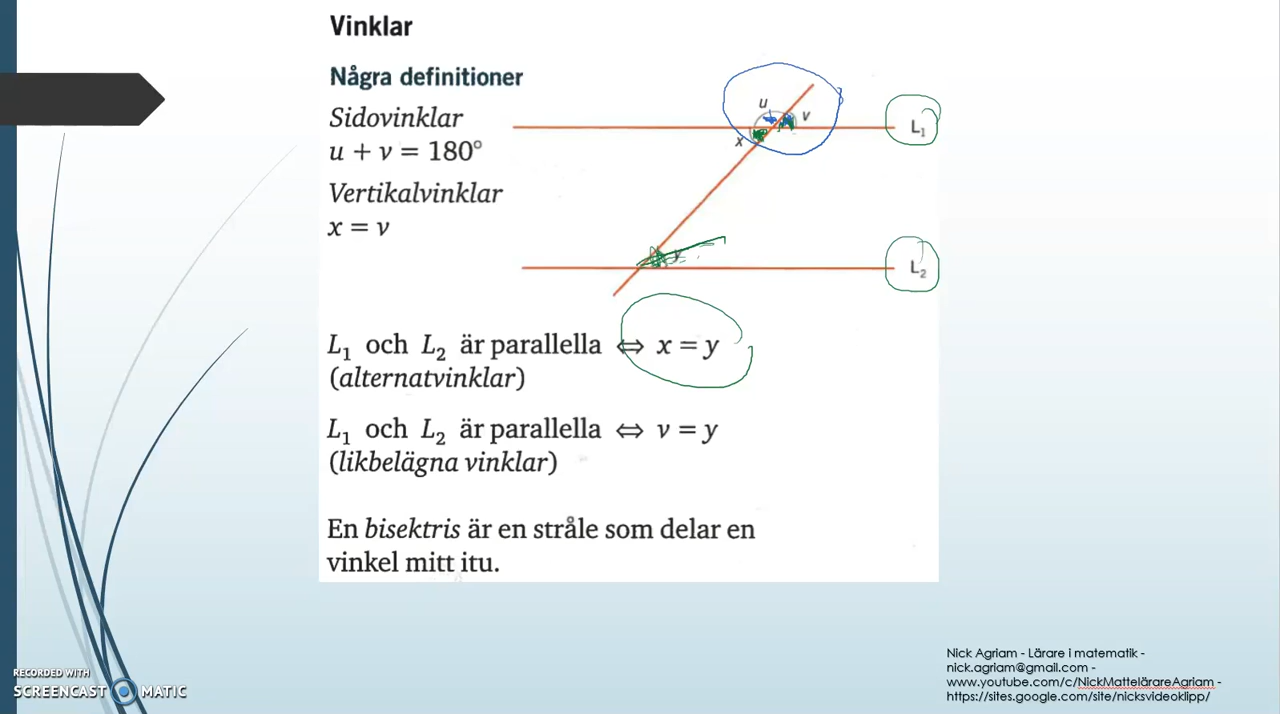 Vinklar
Några definitioner
Sidovinklar
u + v = 180°
Vertikalvinklar
x = v
u
v
x
L₁
y
L₂
L₁ och L₂ är parallella ⇔ x = y
(alternatvinklar)
L₁ och L₂ är parallella ⇔ v = y
(likbelägna vinklar)
En bisektris är en stråle som delar en
vinkel mitt itu.
Nick Agriam - Lärare i matematik -
nick.agriam@gmail.com -
www.youtube.com/c/NickMattelärareAgriam -
https://sites.google.com/site/nicksvideoklipp/
RECORDED WITH
SCREENCAST MATIC